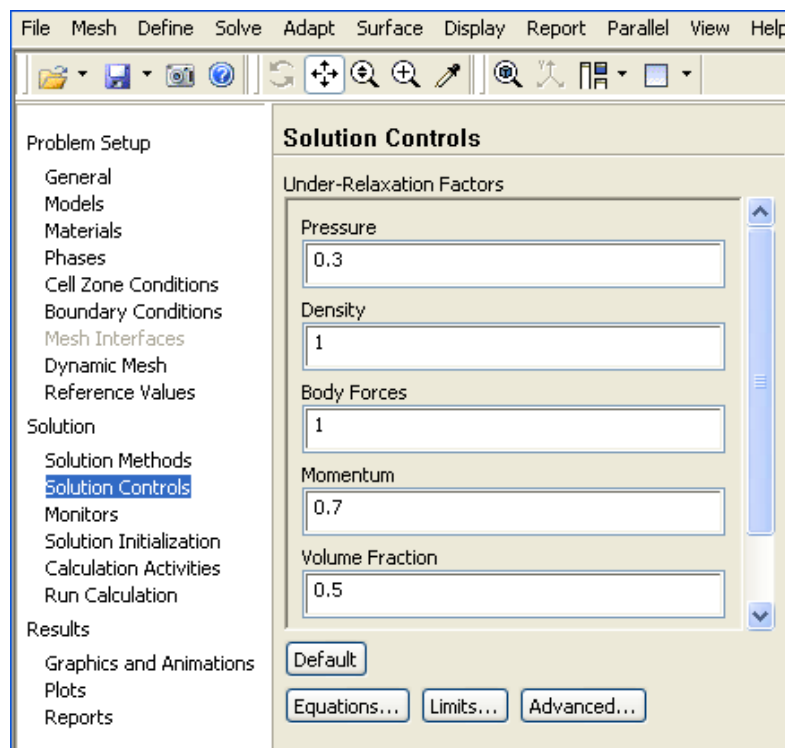 File Mesh Define Solve Adapt Surface Display Report Parallel View Help
Problem Setup
General
Models
Materials
Phases
Cell Zone Conditions
Boundary Conditions
Mesh Interfaces
Dynamic Mesh
Reference Values
Solution
Solution Methods
Solution Controls
Monitors
Solution Initialization
Calculation Activities
Run Calculation
Results
Graphics and Animations
Plots
Reports
Solution Controls
Under-Relaxation Factors
Pressure
0.3
Density
1
Body Forces
1
Momentum
0.7
Volume Fraction
0.5
Default
Equations... Limits... Advanced...